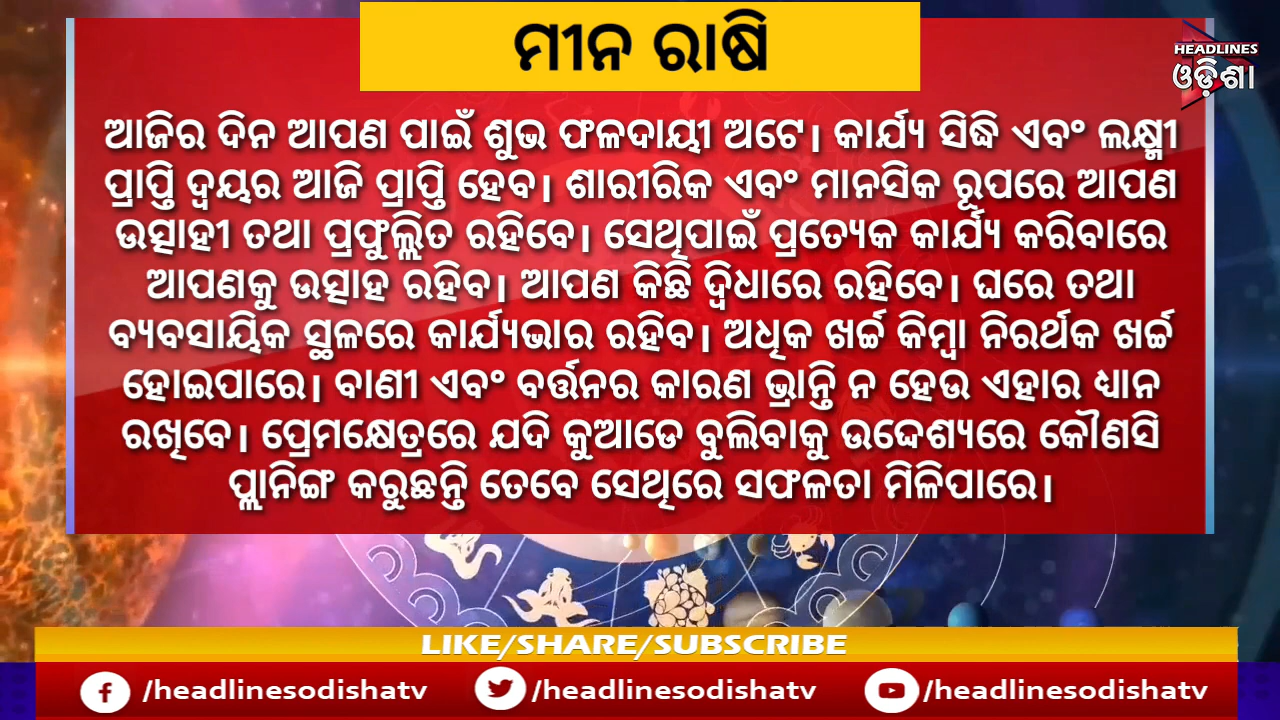 ମୀନ ରାଷି
HEADLINES
ଓଡ଼ିଶା
ଆଜିର ଦିନ ଆପଣ ପାଇଁ ଶୁଭ ଫଳଦାୟୀ ଅଟେ। କାର୍ଯ୍ୟ ସିଦ୍ଧି ଏବଂ ଲକ୍ଷ୍ମୀ
ପ୍ରାପ୍ତି ଦ୍ୱୟର ଆଜି ପ୍ରାପ୍ତି ହେବ। ଶାରୀରିକ ଏବଂ ମାନସିକ ରୂପରେ ଆପଣ
ଉତ୍ସାହୀ ତଥା ପ୍ରଫୁଲ୍ଲିତ ରହିବେ। ସେଥିପାଇଁ ପ୍ରତ୍ୟେକ କାର୍ଯ୍ୟ କରିବାରେ
ଆପଣକୁ ଉତ୍ସାହ ରହିବ। ଆପଣ କିଛି ଦ୍ୱିଧାରେ ରହିବେ। ଘରେ ତଥା
ବ୍ୟବସାୟିକ ସ୍ଥଳରେ କାର୍ଯ୍ୟଭାର ରହିବ। ଅଧିକ ଖର୍ଚ୍ଚ କିମ୍ବା ନିରର୍ଥକ ଖର୍ଚ୍ଚ
ହୋଇପାରେ। ବାଣୀ ଏବଂ ବର୍ତ୍ତନର କାରଣ ଭ୍ରାନ୍ତି ନ ହେଉ ଏହାର ଧ୍ୟାନ
ରଖିବେ। ପ୍ରେମକ୍ଷେତ୍ରରେ ଯଦି କୁଆଡେ ବୁଲିବାକୁ ଉଦ୍ଦେଶ୍ୟରେ କୌଣସି
ପ୍ଲାନିଙ୍ଗ କରୁଛନ୍ତି ତେବେ ସେଥିରେ ସଫଳତା ମିଳିପାରେ।
LIKE/SHARE/SUBSCRIBE
/headlinesodishatv /headlinesodishatv /headlinesodishatv